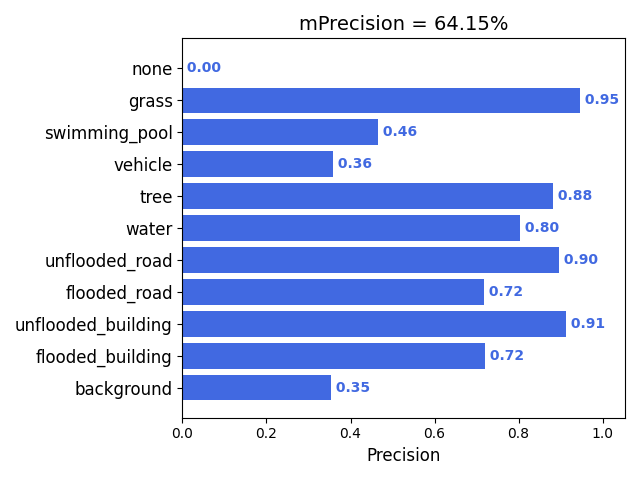 mPrecision = 64.15%
none 0.00
grass 0.95
swimming_pool 0.46
vehicle 0.36
tree 0.88
water 0.80
unflooded_road 0.90
flooded_road 0.72
unflooded_building 0.91
flooded_building 0.72
background 0.35
0.0 0.2 0.4 0.6 0.8 1.0
Precision